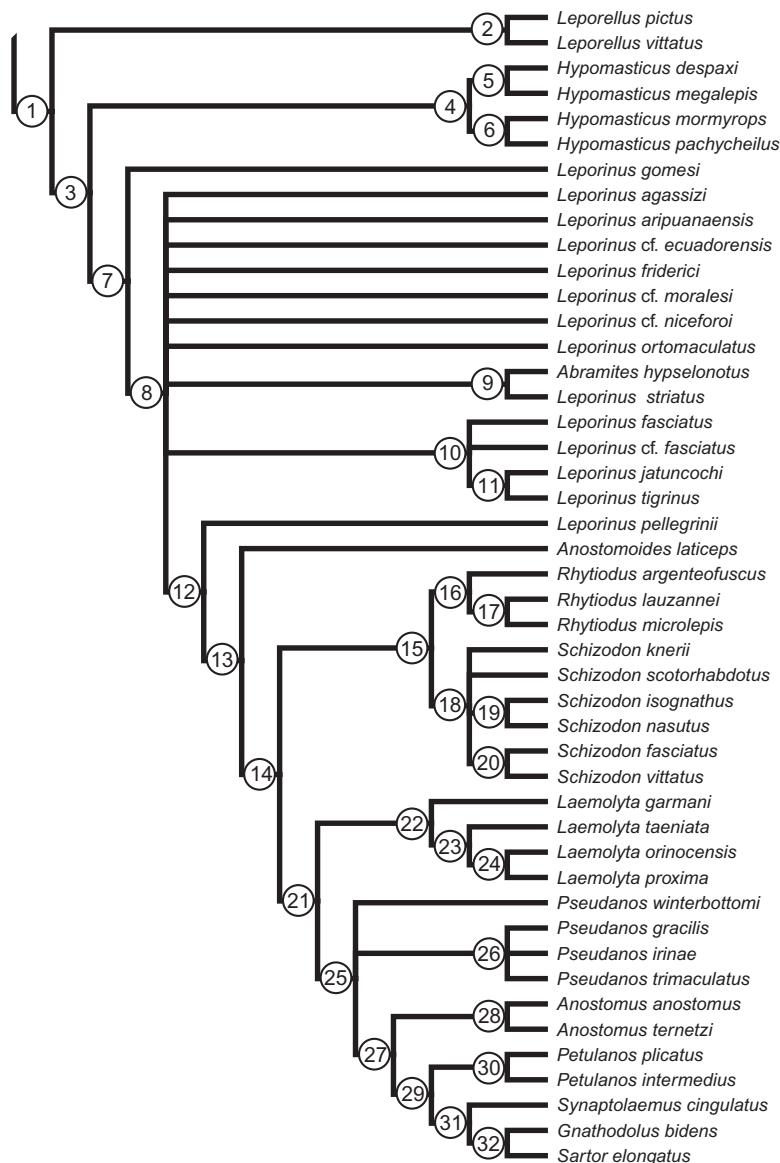 2
Leporellus pictus
Leporellus vittatus
Hypomasticus despaxi
5
Hypomasticus megalepis
1
4
Hypomasticus mormyrops
6
Hypomasticus pachycheilus
Leporinus gomesi
3
Leporinus agassizi
Leporinus aripuanaensis
Leporinus cf. ecuadorensis
Leporinus friderici
7
Leporinus cf. moralesi
Leporinus cf. niceforoi
Leporinus ortomaculatus
Abramites hypselonotus
9
8
Leporinus striatus
Leporinus fasciatus
Leporinus cf. fasciatus
10
Leporinus jatuncochi
11
Leporinus tigrinus
Leporinus pellegrinii
Anostomoides laticeps
Rhytiodus argenteofuscus
12
16
Rhytiodus lauzannei
17
Rhytiodus microlepis
15
Schizodon knerii
13
Schizodon scotorhabdotus
Schizodon isognathus
18
19
Schizodon nasutus
Schizodon fasciatus
20
14
Schizodon vittatus
Laemolyta garmani
22
Laemolyta taeniata
23
Laemolyta orinocensis
24
Laemolyta proxima
21
Pseudanos winterbottomi
Pseudanos gracilis
26
Pseudanos irinae
25
Pseudanos trimaculatus
Anostomus anostomus
28
Anostomus ternetzi
27
Petulanos plicatus
30
Petulanos intermedius
29
Synaptolaemus cingulatus
31
Gnathodolus bidens
32
Sartor elongatus